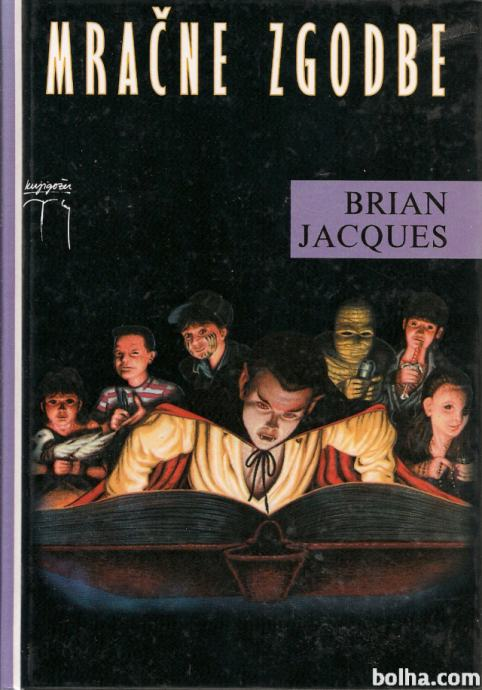 MRAČNE ZGODBE
knjigožer
BRIAN
JACQUES
bolha.com